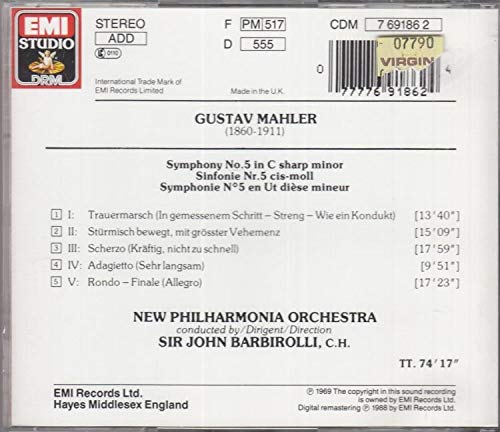 EMI
STUDIO
DRM
STEREO
ADD
0110
F PM 517
D 555
CDM 7 69186 2
07790
VIRGIN
0 77776 91862 4
International Trade Mark of
EMI Records Limited
Made in the U.K.
GUSTAV MAHLER
(1860-1911)
Symphony No.5 in C sharp minor
Sinfonie Nr.5 cis-moll
Symphonie N°5 en Ut dièse mineur
1 I: Trauermarsch (In gemessenem Schritt – Streng – Wie ein Kondukt) [13'40"]
2 II: Stürmisch bewegt, mit grösster Vehemenz [15'09"]
3 III: Scherzo (Kräftig, nicht zu schnell) [17'59"]
4 IV: Adagietto (Sehr langsam) [9'51"]
5 V: Rondo – Finale (Allegro) [17'23"]
NEW PHILHARMONIA ORCHESTRA
conducted by/Dirigent/Direction
SIR JOHN BARBIROLLI, C.H.
TT. 74'17"
EMI Records Ltd.
Hayes Middlesex England
℗ 1969 The copyright in this sound recording
is owned by EMI Records Ltd.
Digital remastering ℗ 1988 by EMI Records Ltd.